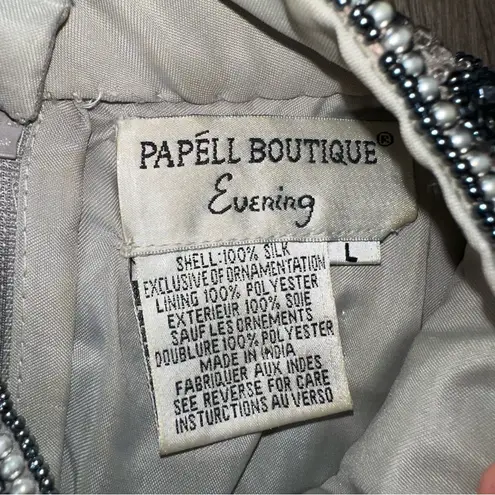 PAPÉLL BOUTIQUE®
Evening
L
SHELL:100% SILK
EXCLUSIVE OF ORNAMENTATION
LINING 100% POLYESTER
EXTERIEUR 100% SOIE
SAUF LES ORNEMENTS
DOUBLURE 100% POLYESTER
MADE IN INDIA
FABRIQUER AUX INDES
SEE REVERSE FOR CARE
INSTURCTIONS AU VERSO